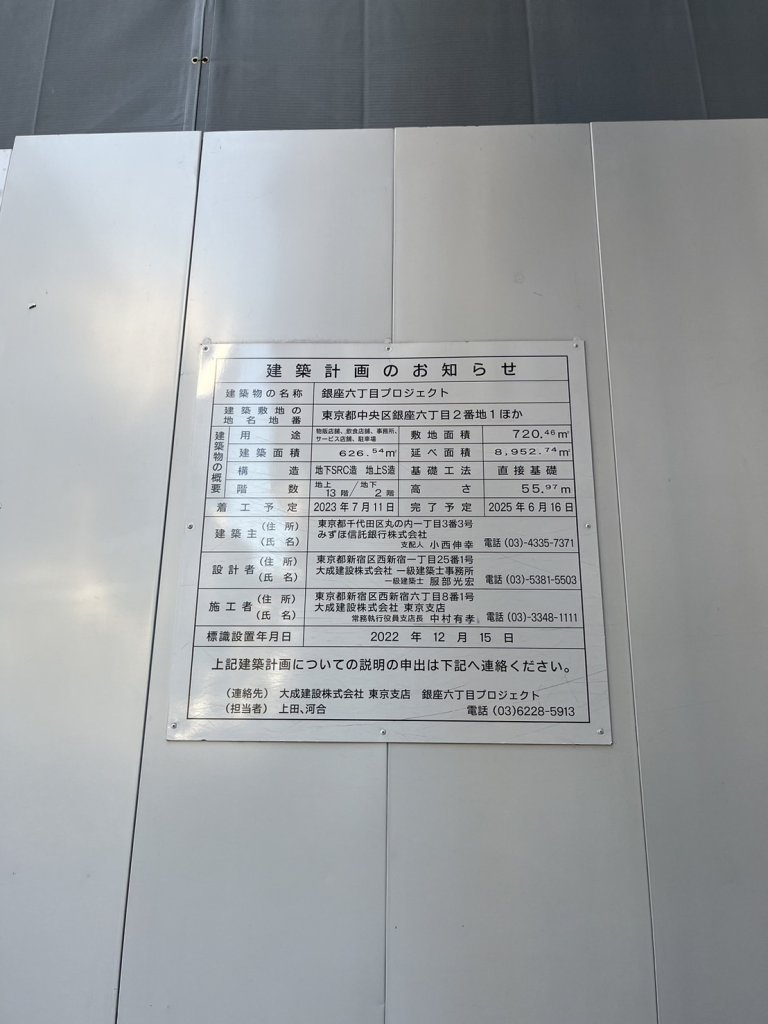 建築計画のお知らせ
建築物の名称 銀座六丁目プロジェクト
建築敷地の地名地番 東京都中央区銀座六丁目2番地1ほか
建築物の概要
用途 物販店舗、飲食店舗、事務所、サービス店舗、駐車場 敷地面積 720.46㎡
建築面積 626.54㎡ 延べ面積 8,952.74㎡
構造 地下SRC造 地上S造 基礎工法 直接基礎
階数 地上13階/地下2階 高さ 55.97m
着工予定 2023年7月11日 完了予定 2025年6月16日
建築主 (住所) 東京都千代田区丸の内一丁目3番3号
(氏名) みずほ信託銀行株式会社
支配人 小西伸幸 電話 (03)-4335-7371
設計者 (住所) 東京都新宿区西新宿一丁目25番1号
(氏名) 大成建設株式会社 一級建築士事務所
一級建築士 服部光宏 電話 (03)-5381-5503
施工者 (住所) 東京都新宿区西新宿六丁目8番1号
(氏名) 大成建設株式会社 東京支店
常務執行役員支店長 中村有孝 電話 (03)-3348-1111
標識設置年月日 2022 年 12 月 15 日
上記建築計画についての説明の申出は下記へ連絡ください。
(連絡先) 大成建設株式会社 東京支店 銀座六丁目プロジェクト
(担当者) 上田、河合 電話 (03)6228-5913